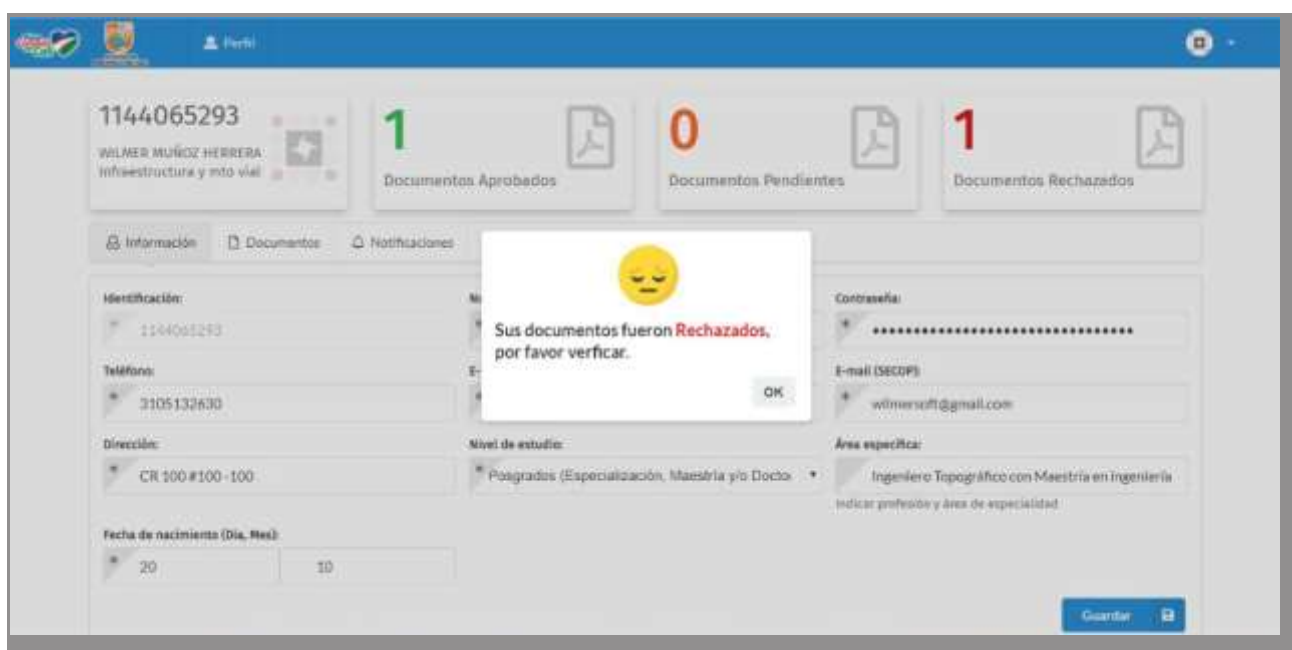 Perfil
1144065293
WILMER MUÑOZ HERRERA
Infraestructura y mto vial
1
Documentos Aprobados
0
Documentos Pendientes
1
Documentos Rechazados
Información
Documentos
Notificaciones
Sus documentos fueron Rechazados,
por favor verficar.
OK
Identificación:
1144065293
Contraseña:
•••••••••••••••••••••••••••••••••
Teléfono:
3105132630
E-mail (SECOP):
wilmersoft@gmail.com
Dirección:
CR 100 #100 -100
Nivel de estudio:
Posgrados (Especialización, Maestría y/o Docto
Área específica:
Ingeniero Topográfico con Maestría en Ingeniería
Indicar profesión y área de especialidad
Fecha de nacimiento (Día, Mes):
20
10
Guardar